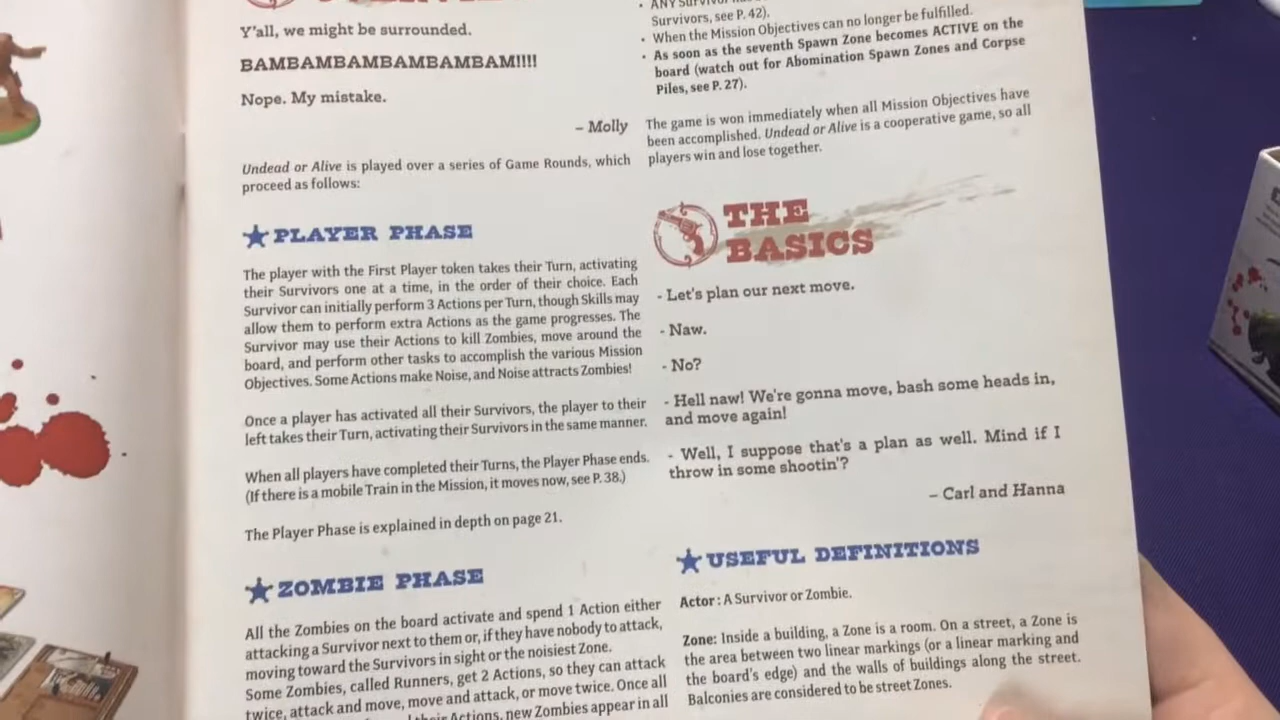 Y'all, we might be surrounded.
BAMBAMBAMBAMBAMBAM!!!!
Nope. My mistake.
– Molly
Undead or Alive is played over a series of Game Rounds, which
proceed as follows:
PLAYER PHASE
The player with the First Player token takes their Turn, activating
their Survivors one at a time, in the order of their choice. Each
Survivor can initially perform 3 Actions per Turn, though Skills may
allow them to perform extra Actions as the game progresses. The
Survivor may use their Actions to kill Zombies, move around the
board, and perform other tasks to accomplish the various Mission
Objectives. Some Actions make Noise, and Noise attracts Zombies!
Once a player has activated all their Survivors, the player to their
left takes their Turn, activating their Survivors in the same manner.
When all players have completed their Turns, the Player Phase ends.
(If there is a mobile Train in the Mission, it moves now, see P. 38.)
The Player Phase is explained in depth on page 21.
ZOMBIE PHASE
All the Zombies on the board activate and spend 1 Action either
attacking a Survivor next to them or, if they have nobody to attack,
moving toward the Survivors in sight or the noisiest Zone.
Some Zombies, called Runners, get 2 Actions, so they can attack
twice, attack and move, move and attack, or move twice. Once all
their Actions, new Zombies appear in all
• ANY
Survivors, see P. 42).
• When the Mission Objectives can no longer be fulfilled.
• As soon as the seventh Spawn Zone becomes ACTIVE on the
board (watch out for Abomination Spawn Zones and Corpse
Piles, see P. 27).
The game is won immediately when all Mission Objectives have
been accomplished. Undead or Alive is a cooperative game, so all
players win and lose together.
THE
BASICS
- Let's plan our next move.
- Naw.
- No?
- Hell naw! We're gonna move, bash some heads in,
and move again!
- Well, I suppose that's a plan as well. Mind if I
throw in some shootin'?
– Carl and Hanna
USEFUL DEFINITIONS
Actor: A Survivor or Zombie.
Zone: Inside a building, a Zone is a room. On a street, a Zone is
the area between two linear markings (or a linear marking and
the board's edge) and the walls of buildings along the street.
Balconies are considered to be street Zones.